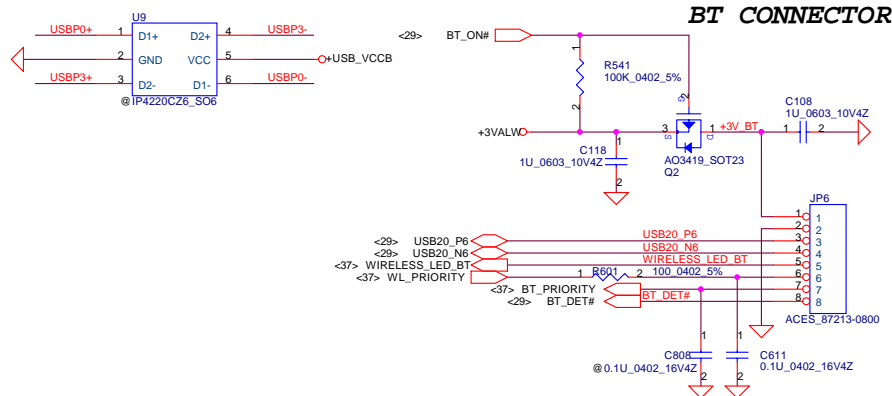 BT CONNECTOR
U9
USBP0+ 1 D1+ D2+ 4 USBP3-
2 GND VCC 5 +USB_VCCB
USBP3+ 3 D2- D1- 6 USBP0-
@ IP4220CZ6_SO6
<29> BT_ON#
1
R541
100K_0402_5%
2
2
G
C108
1U_0603_10V4Z
+3VALW 3 S D 1 +3V_BT 1 2
1
C118
1U_0603_10V4Z
2
AO3419_SOT23
Q2
JP6
1 1
2 2
<29> USB20_P6 USB20_P6 3 3
<29> USB20_N6 USB20_N6 4 4
<37> WIRELESS_LED_BT WIRELESS_LED_BT 5 5
<37> WL_PRIORITY 1 R601 2 100_0402_5% 6 6
<37> BT_PRIORITY 7 7
<29> BT_DET# BT_DET# 8 8
ACES_87213-0800
1 1
C808
@ 0.1U_0402_16V4Z
2
C611
0.1U_0402_16V4Z
2